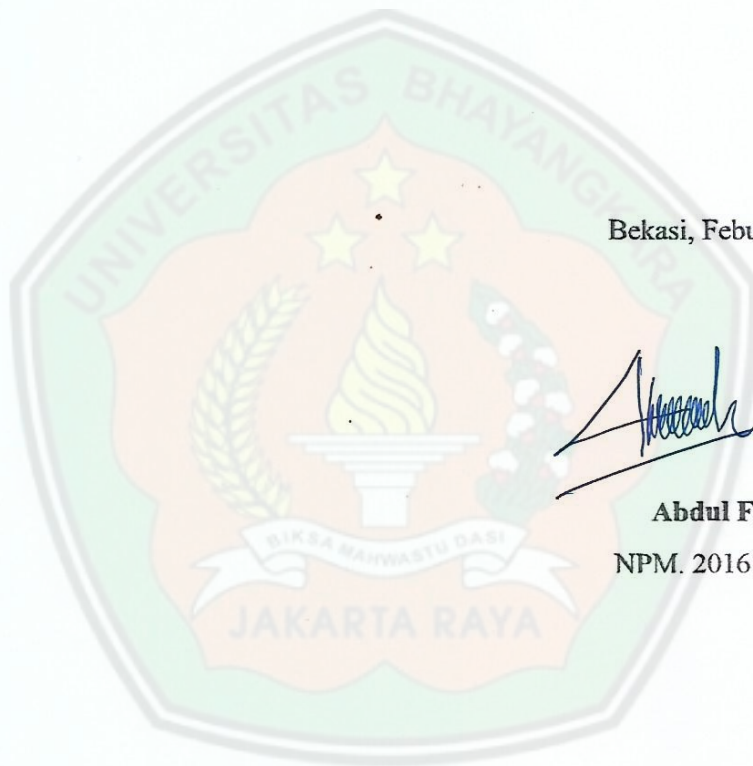 UNIVERSITAS BHAYANGKARA
Bekasi, Febu
Abdul F
NPM. 2016
BIKSA MAHWASTU DASI
JAKARTA RAYA